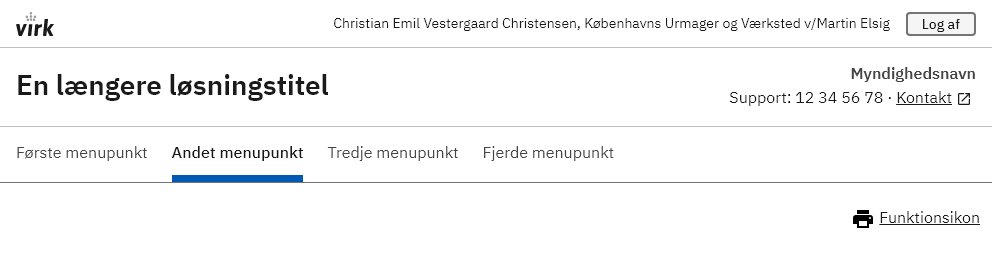 virk
Christian Emil Vestergaard Christensen, Københavns Urmager og Værksted v/Martin Elsig
Log af
En længere løsningstitel
Myndighedsnavn
Support: 12 34 56 78 · Kontakt
Første menupunkt Andet menupunkt Tredje menupunkt Fjerde menupunkt
Funktionsikon